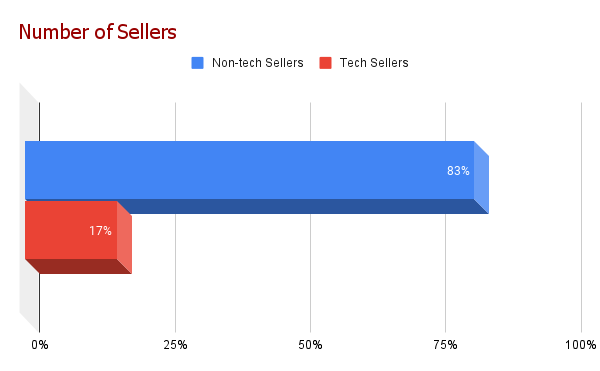 Number of Sellers
Non-tech Sellers Tech Sellers
83%
17%
0% 25% 50% 75% 100%